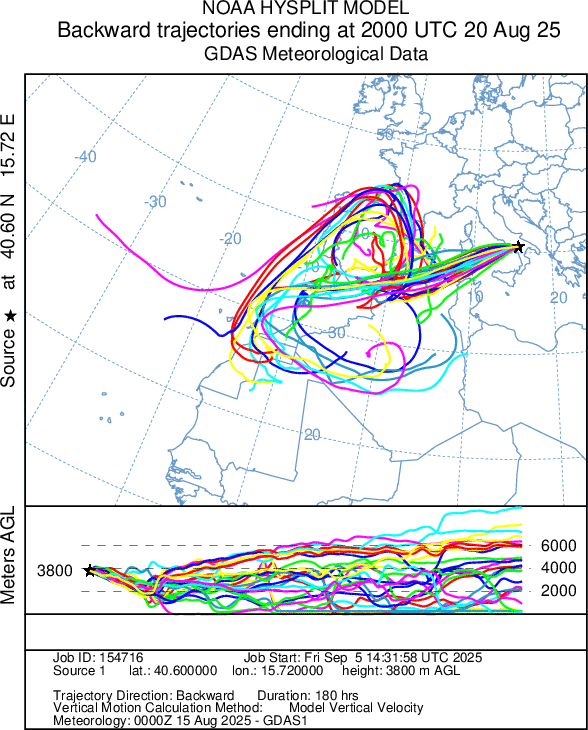 NOAA HYSPLIT MODEL
Backward trajectories ending at 2000 UTC 20 Aug 25
GDAS Meteorological Data
Source ★ at 40.60 N 15.72 E
-40
-30
-20
50
10
20
30
20
Meters AGL
3800
6000
4000
2000
Job ID: 154716 Job Start: Fri Sep 5 14:31:58 UTC 2025
Source 1 lat.: 40.600000 lon.: 15.720000 height: 3800 m AGL
Trajectory Direction: Backward Duration: 180 hrs
Vertical Motion Calculation Method: Model Vertical Velocity
Meteorology: 0000Z 15 Aug 2025 - GDAS1